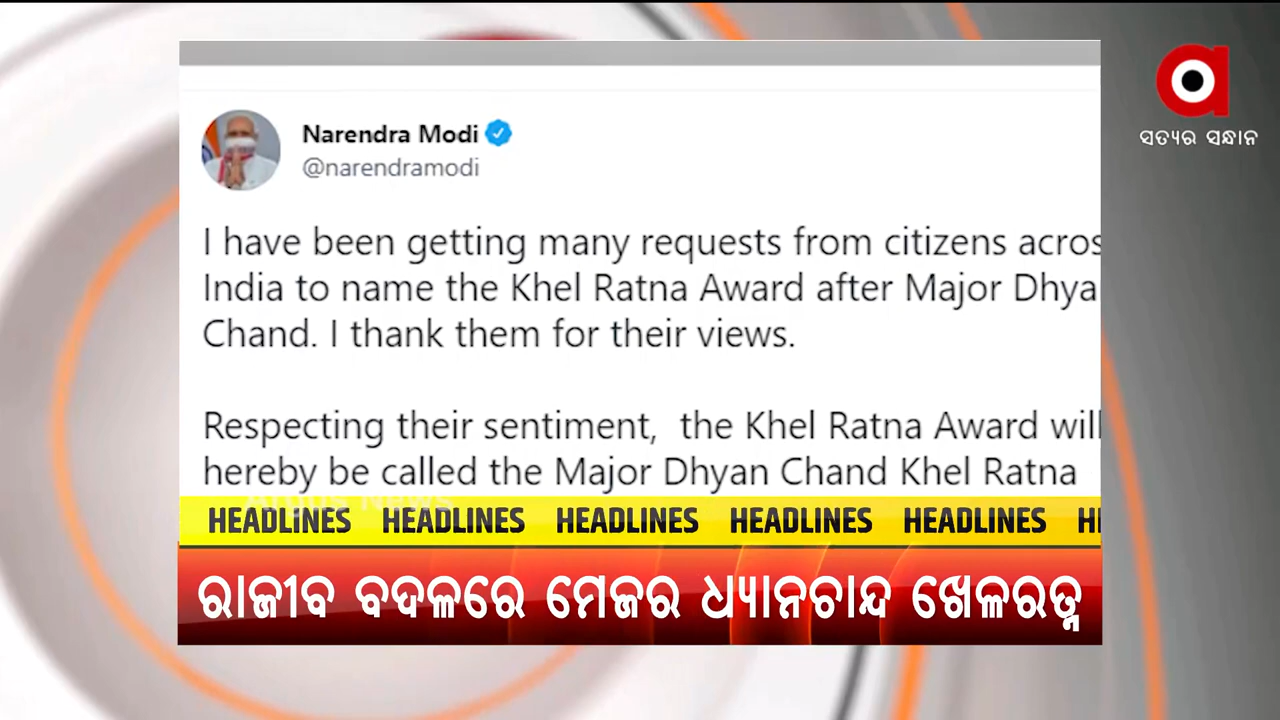 ସତ୍ୟର ସନ୍ଧାନ
Narendra Modi
@narendramodi
I have been getting many requests from citizens acros
India to name the Khel Ratna Award after Major Dhya
Chand. I thank them for their views.
Respecting their sentiment, the Khel Ratna Award will
hereby be called the Major Dhyan Chand Khel Ratna
Argus News
HEADLINES HEADLINES HEADLINES HEADLINES HEADLINES
ରାଜୀବ ବଦଳରେ ମେଜର ଧ୍ୟାନଚାନ୍ଦ ଖେଳରତ୍ନ